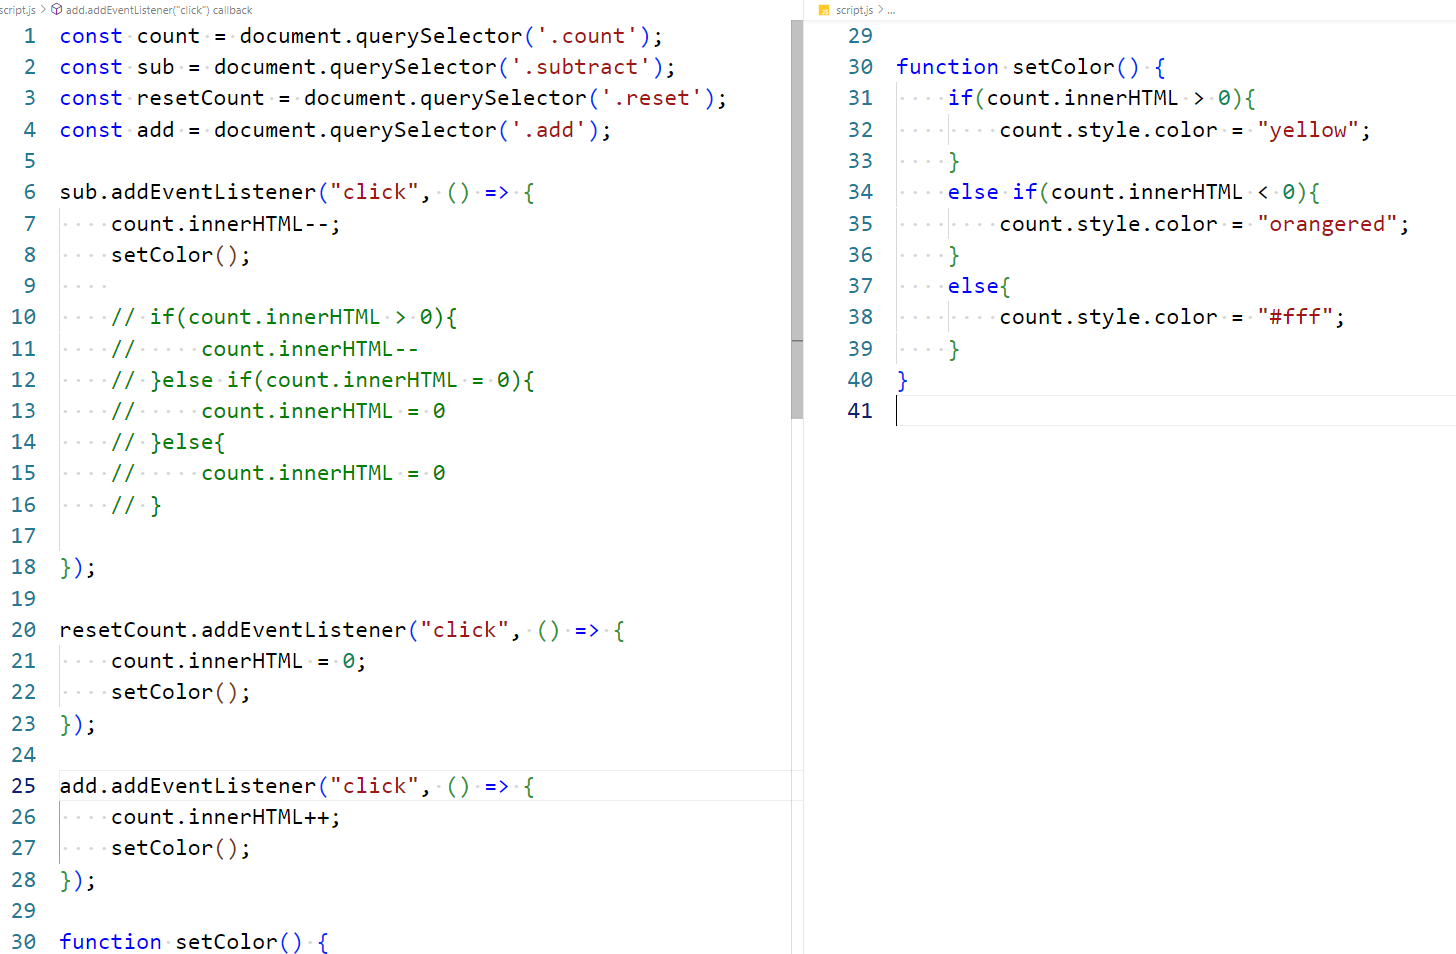 script.js > add.addEventListener("click") callback
1 const count = document.querySelector('.count');
2 const sub = document.querySelector('.subtract');
3 const resetCount = document.querySelector('.reset');
4 const add = document.querySelector('.add');
5
6 sub.addEventListener("click", () => {
7     count.innerHTML--;
8     setColor();
9
10     // if(count.innerHTML > 0){
11     //     count.innerHTML--
12     // }else if(count.innerHTML = 0){
13     //     count.innerHTML = 0
14     // }else{
15     //     count.innerHTML = 0
16     // }
17
18 });
19
20 resetCount.addEventListener("click", () => {
21     count.innerHTML = 0;
22     setColor();
23 });
24
25 add.addEventListener("click", () => {
26     count.innerHTML++;
27     setColor();
28 });
29
30 function setColor() {
script.js > ...
29
30 function setColor() {
31     if(count.innerHTML > 0){
32         count.style.color = "yellow";
33     }
34     else if(count.innerHTML < 0){
35         count.style.color = "orangered";
36     }
37     else{
38         count.style.color = "#fff";
39     }
40 }
41